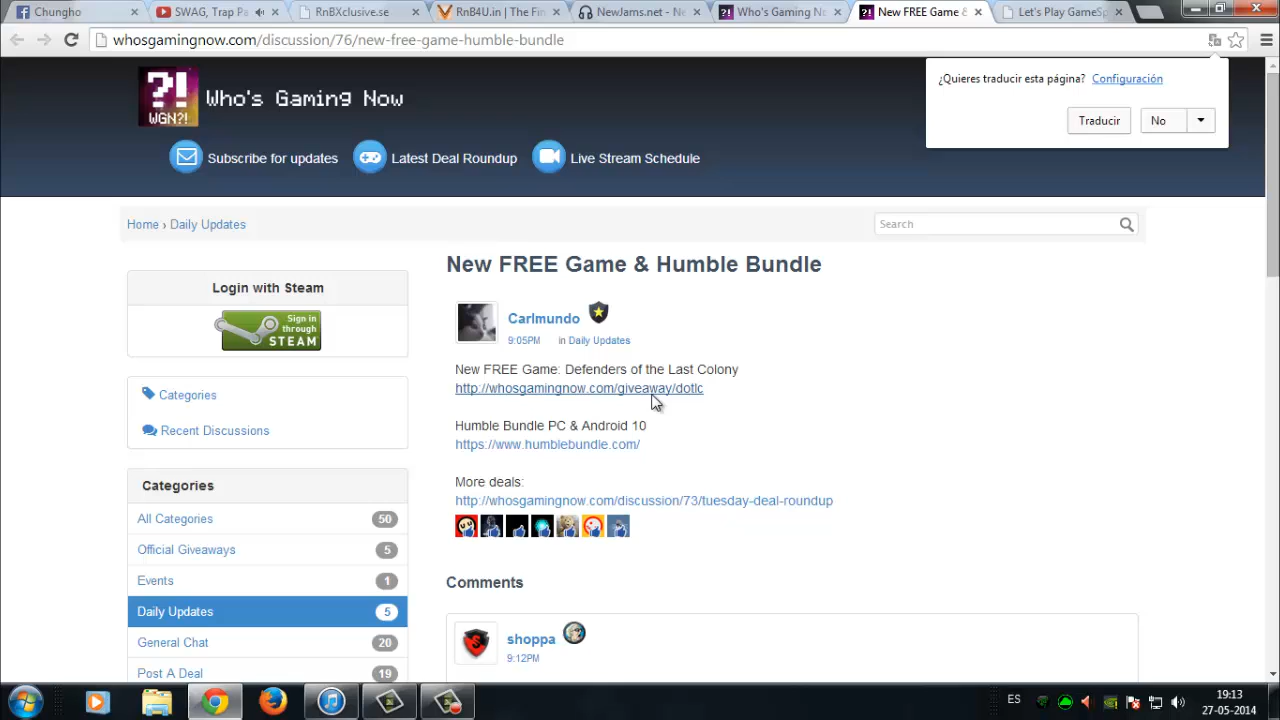 Chungho
SWAG, Trap Pa
RnBXclusive.se
RnB4U.in | The Fin
NewJams.net - No
Who's Gaming N
New FREE Game &
Let's Play GameSp
whosgamingnow.com/discussion/76/new-free-game-humble-bundle
¿Quieres traducir esta página? Configuración
Traducir
No
?!
WGN?!
Who's Gaming Now
Subscribe for updates
Latest Deal Roundup
Live Stream Schedule
Home › Daily Updates
Search
New FREE Game & Humble Bundle
Login with Steam
Sign in
through
STEAM
Carlmundo
9:05PM in Daily Updates
New FREE Game: Defenders of the Last Colony
http://whosgamingnow.com/giveaway/dotlc
Categories
Recent Discussions
Humble Bundle PC & Android 10
https://www.humblebundle.com/
More deals:
http://whosgamingnow.com/discussion/73/tuesday-deal-roundup
Categories
All Categories 50
Official Giveaways 5
Events 1
Daily Updates 5
General Chat 20
Post A Deal 19
Comments
shoppa
9:12PM
ES
19:13
27-05-2014